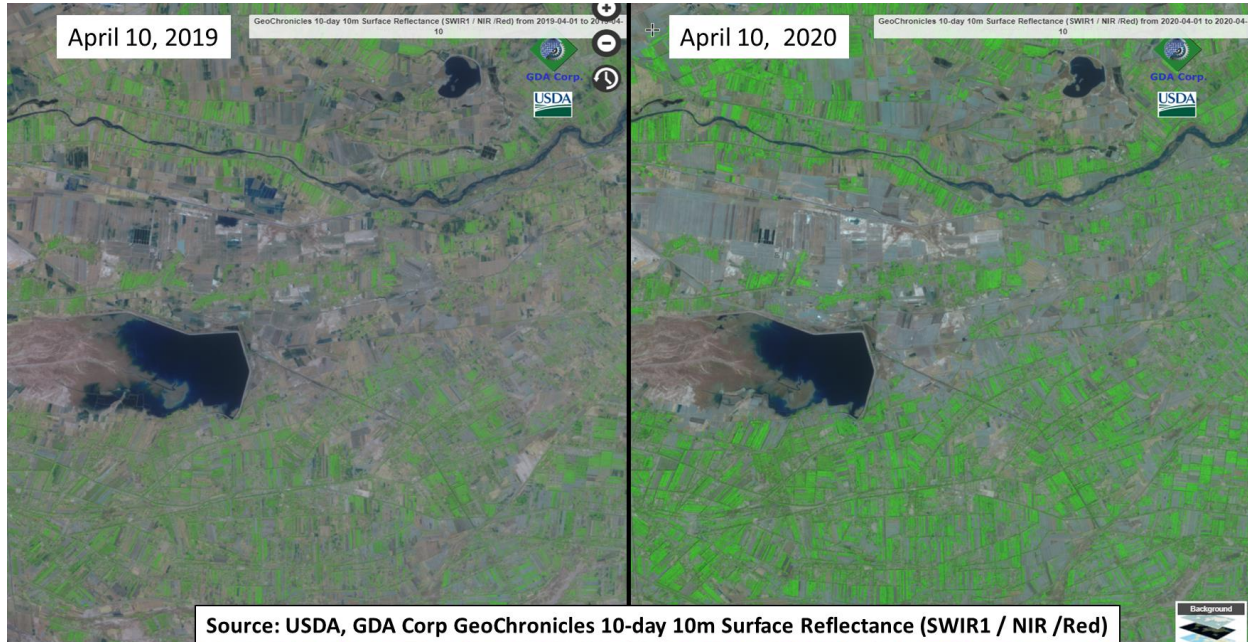 April 10, 2019
GeoChronicles 10-day 10m Surface Reflectance (SWIR1 / NIR /Red) from 2019-04-01 to 2019-04-
10
GDA Corp.
USDA
April 10, 2020
GeoChronicles 10-day 10m Surface Reflectance (SWIR1 / NIR /Red) from 2020-04-01 to 2020-04-
10
GDA Corp.
USDA
Source: USDA, GDA Corp GeoChronicles 10-day 10m Surface Reflectance (SWIR1 / NIR /Red)
Background